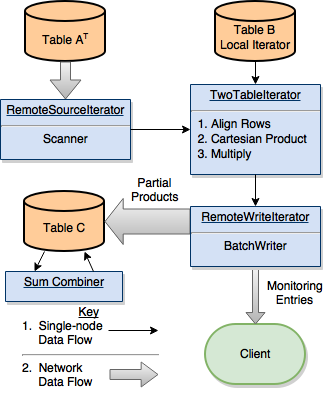 Table Aᵀ
Table B
Local Iterator
RemoteSourceIterator
Scanner
TwoTableIterator
1. Align Rows
2. Cartesian Product
3. Multiply
Partial
Products
Table C
RemoteWriteIterator
BatchWriter
Sum Combiner
Monitoring
Entries
Key
1. Single-node
Data Flow
2. Network
Data Flow
Client